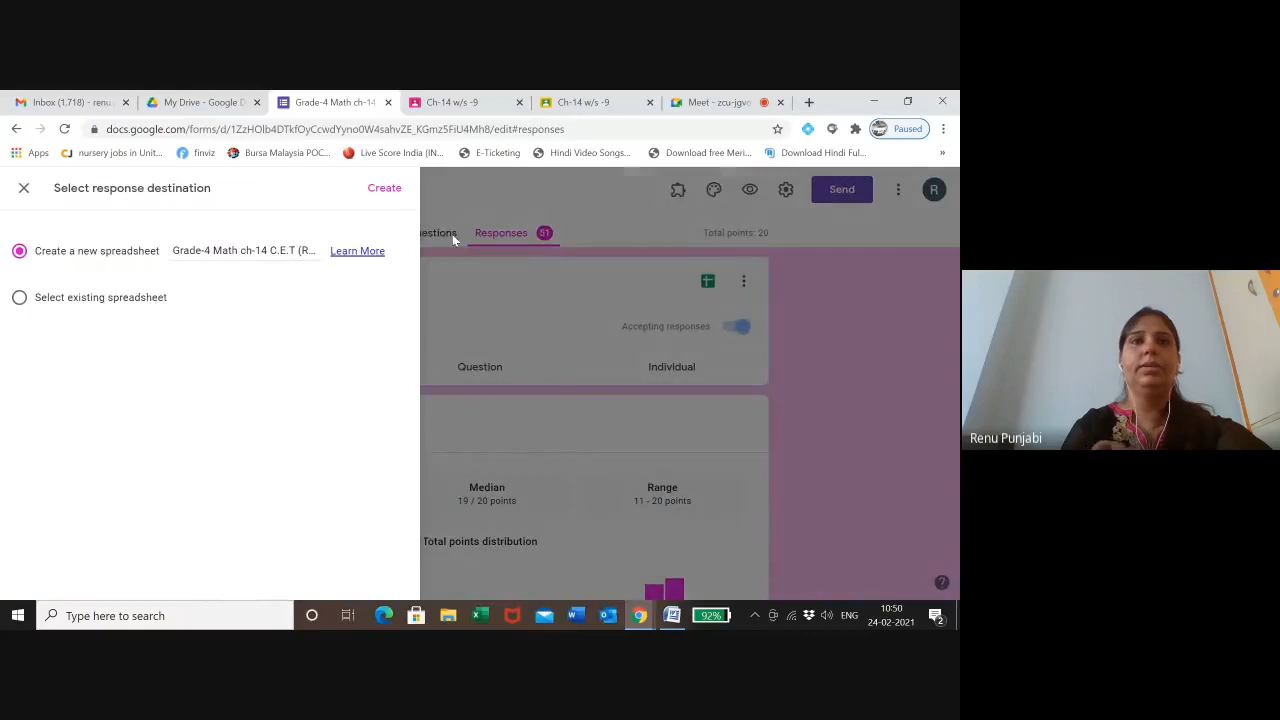 Inbox (1,718) - renu
My Drive - Google D
Grade-4 Math ch-14
Ch-14 w/s -9
Ch-14 w/s -9
Meet - zcu-jgvo
docs.google.com/forms/d/1ZzHOlb4DTkfOyCcwdYyno0W4sahvZE_KGmz5FiU4Mh8/edit#responses
Paused
Apps
nursery jobs in Unit...
finviz
Bursa Malaysia POC...
Live Score India (IN...
E-Ticketing
Hindi Video Songs...
Download free Meri...
Download Hindi Ful...
»
Select response destination
Create
Send
R
estions
Responses
51
Total points: 20
Create a new spreadsheet
Grade-4 Math ch-14 C.E.T (R...
Learn More
Select existing spreadsheet
Accepting responses
Question
Individual
Median
19 / 20 points
Range
11 - 20 points
Total points distribution
Renu Punjabi
Type here to search
92%
ENG
10:50
24-02-2021
2